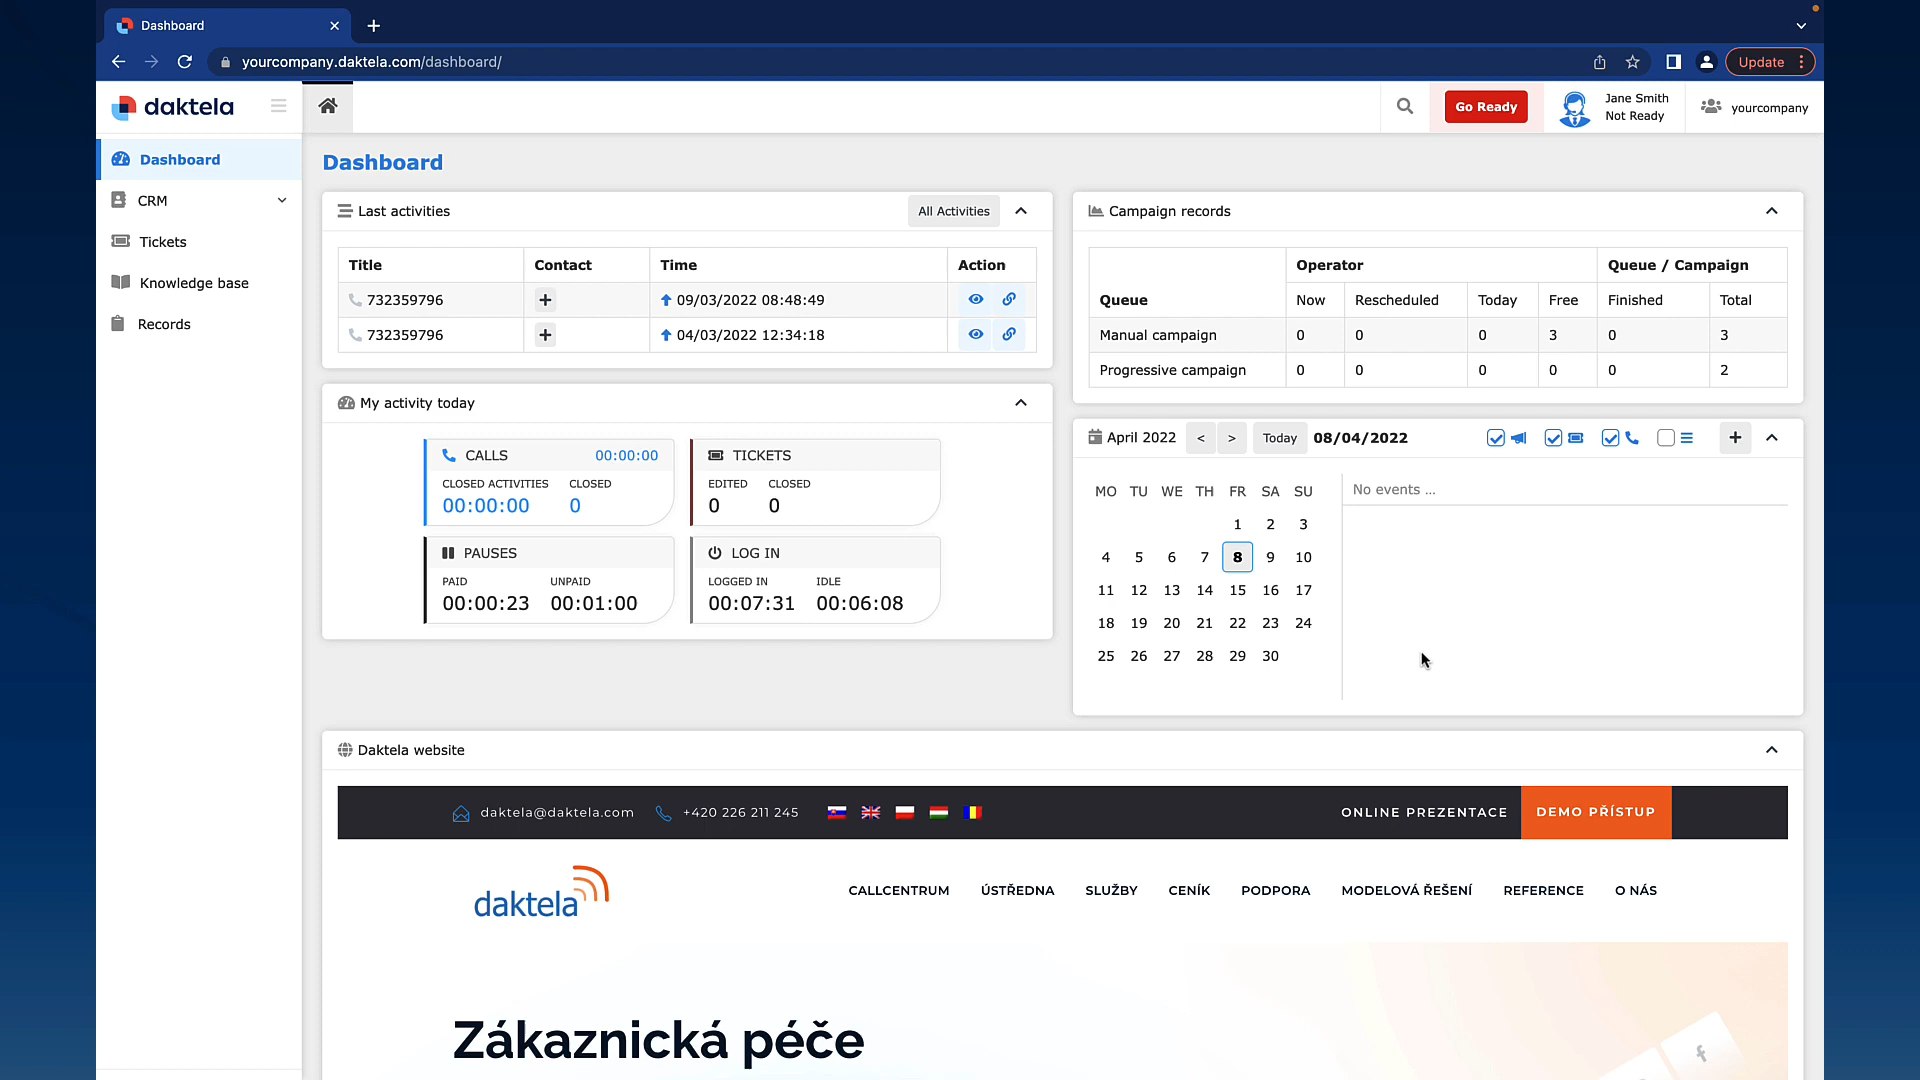 Dashboard
yourcompany.daktela.com/dashboard/
Update
daktela
Go Ready
Jane Smith
Not Ready
yourcompany
Dashboard
CRM
Tickets
Knowledge base
Records
Dashboard
Last activities
All Activities
Title Contact Time Action
732359796 09/03/2022 08:48:49
732359796 04/03/2022 12:34:18
My activity today
CALLS 00:00:00
CLOSED ACTIVITIES CLOSED
00:00:00 0
TICKETS
EDITED CLOSED
0 0
PAUSES
PAID UNPAID
00:00:23 00:01:00
LOG IN
LOGGED IN IDLE
00:07:31 00:06:08
Campaign records
Operator Queue / Campaign
Queue Now Rescheduled Today Free Finished Total
Manual campaign 0 0 0 3 0 3
Progressive campaign 0 0 0 0 0 2
April 2022 < > Today 08/04/2022
MO TU WE TH FR SA SU
1 2 3
4 5 6 7 8 9 10
11 12 13 14 15 16 17
18 19 20 21 22 23 24
25 26 27 28 29 30
No events ...
Daktela website
daktela@daktela.com +420 226 211 245 ONLINE PREZENTACE DEMO PŘÍSTUP
daktela
CALLCENTRUM ÚSTŘEDNA SLUŽBY CENÍK PODPORA MODELOVÁ ŘEŠENÍ REFERENCE O NÁS
Zákaznická péče